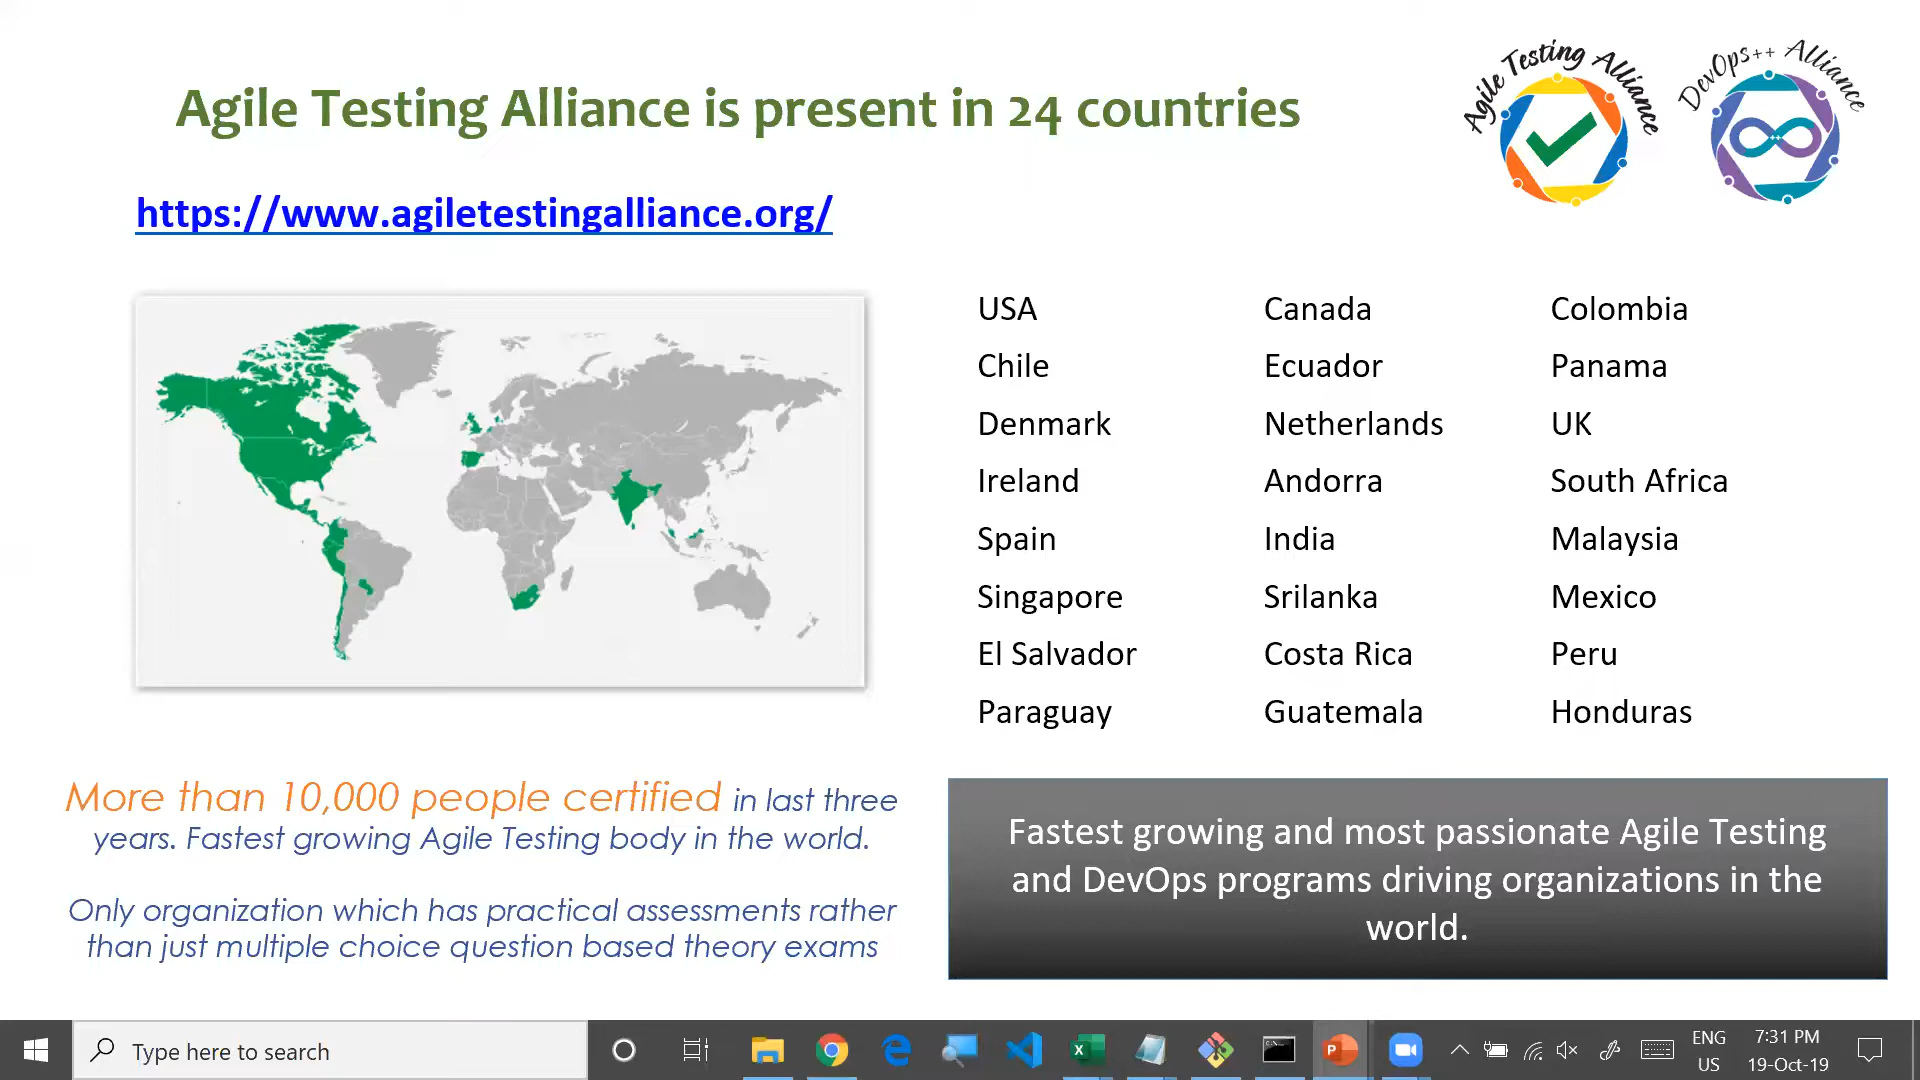 Agile Testing Alliance is present in 24 countries
Agile Testing Alliance
DevOps++ Alliance
https://www.agiletestingalliance.org/
USA Canada Colombia
Chile Ecuador Panama
Denmark Netherlands UK
Ireland Andorra South Africa
Spain India Malaysia
Singapore Srilanka Mexico
El Salvador Costa Rica Peru
Paraguay Guatemala Honduras
More than 10,000 people certified in last three
years. Fastest growing Agile Testing body in the world.
Only organization which has practical assessments rather
than just multiple choice question based theory exams
Fastest growing and most passionate Agile Testing
and DevOps programs driving organizations in the
world.
Type here to search
ENG
US
7:31 PM
19-Oct-19